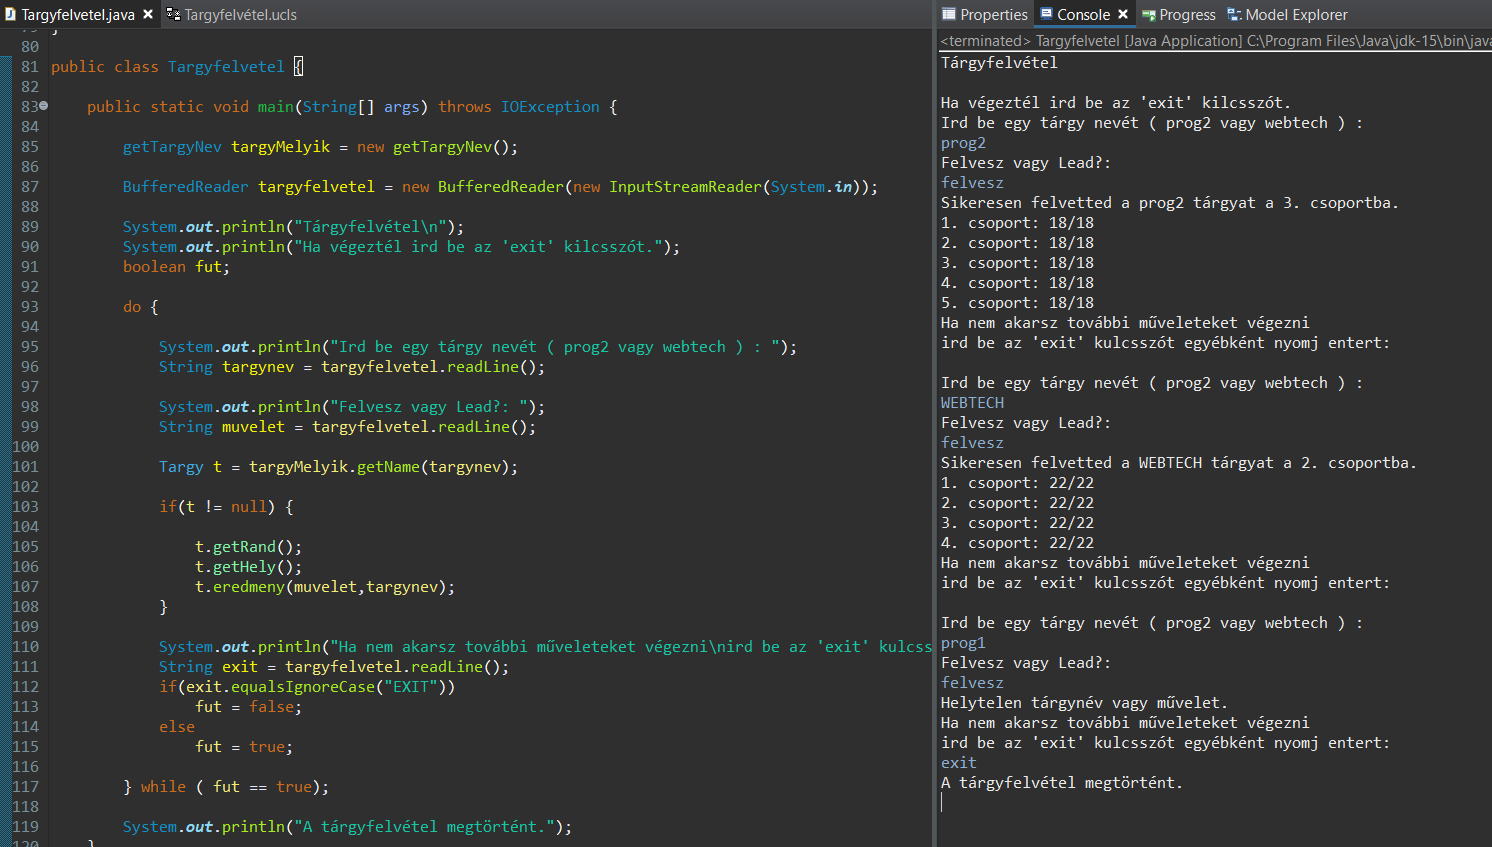 Targyfelvetel.java
Targyfelvétel.ucls
80
81 public class Targyfelvetel {
82
83 public static void main(String[] args) throws IOException {
84
85 getTargyNev targyMelyik = new getTargyNev();
86
87 BufferedReader targyfelvetel = new BufferedReader(new InputStreamReader(System.in));
88
89 System.out.println("Tárgyfelvétel\n");
90 System.out.println("Ha végeztél ird be az 'exit' kilcsszót.");
91 boolean fut;
92
93 do {
94
95 System.out.println("Ird be egy tárgy nevét ( prog2 vagy webtech ) : ");
96 String targynev = targyfelvetel.readLine();
97
98 System.out.println("Felvesz vagy Lead?: ");
99 String muvelet = targyfelvetel.readLine();
100
101 Targy t = targyMelyik.getName(targynev);
102
103 if(t != null) {
104
105 t.getRand();
106 t.getHely();
107 t.eredmeny(muvelet,targynev);
108 }
109
110 System.out.println("Ha nem akarsz további műveleteket végezni\nird be az 'exit' kulcss
111 String exit = targyfelvetel.readLine();
112 if(exit.equalsIgnoreCase("EXIT"))
113 fut = false;
114 else
115 fut = true;
116
117 } while ( fut == true);
118
119 System.out.println("A tárgyfelvétel megtörtént.");
Properties
Console
Progress
Model Explorer
<terminated> Targyfelvetel [Java Application] C:\Program Files\Java\jdk-15\bin\java
Tárgyfelvétel
Ha végeztél ird be az 'exit' kilcsszót.
Ird be egy tárgy nevét ( prog2 vagy webtech ) :
prog2
Felvesz vagy Lead?:
felvesz
Sikeresen felvetted a prog2 tárgyat a 3. csoportba.
1. csoport: 18/18
2. csoport: 18/18
3. csoport: 18/18
4. csoport: 18/18
5. csoport: 18/18
Ha nem akarsz további műveleteket végezni
ird be az 'exit' kulcsszót egyébként nyomj entert:
Ird be egy tárgy nevét ( prog2 vagy webtech ) :
WEBTECH
Felvesz vagy Lead?:
felvesz
Sikeresen felvetted a WEBTECH tárgyat a 2. csoportba.
1. csoport: 22/22
2. csoport: 22/22
3. csoport: 22/22
4. csoport: 22/22
Ha nem akarsz további műveleteket végezni
ird be az 'exit' kulcsszót egyébként nyomj entert:
Ird be egy tárgy nevét ( prog2 vagy webtech ) :
prog1
Felvesz vagy Lead?:
felvesz
Helytelen tárgynév vagy művelet.
Ha nem akarsz további műveleteket végezni
ird be az 'exit' kulcsszót egyébként nyomj entert:
exit
A tárgyfelvétel megtörtént.